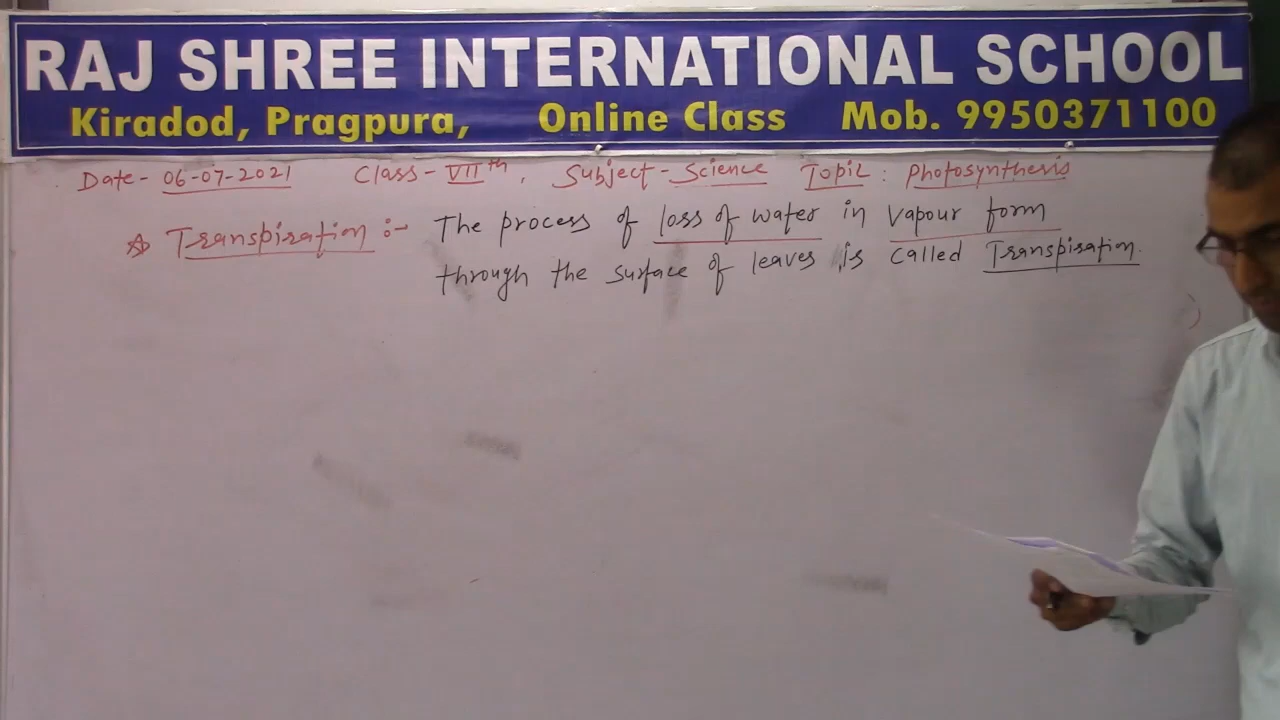 RAJ SHREE INTERNATIONAL SCHOOL
Kiradod, Pragpura, Online Class Mob. 9950371100
Date - 06-07-2021 Class - VIIth, Subject - Science Topic : Photosynthesis
☆ Transpiration :- The process of loss of water in vapour form
through the surface of leaves is called Transpiration.